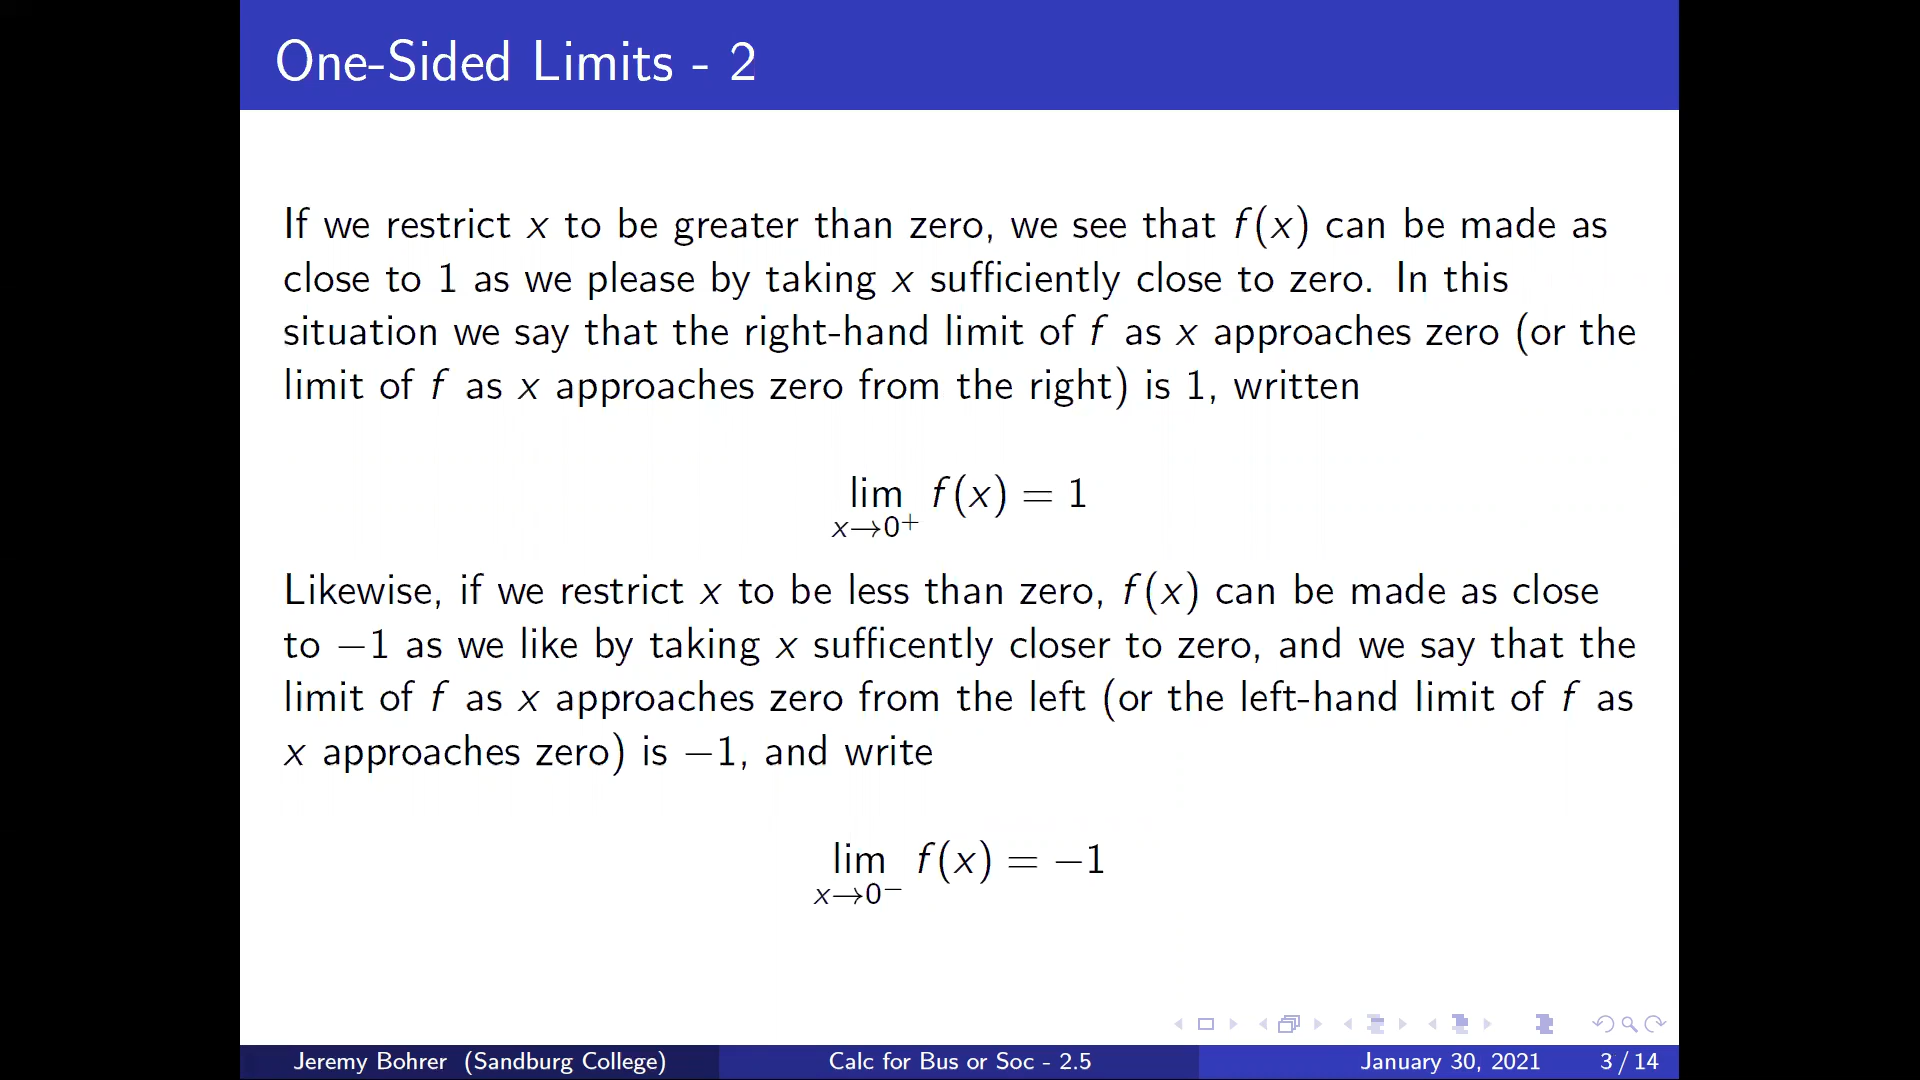 One-Sided Limits - 2
If we restrict x to be greater than zero, we see that f(x) can be made as
close to 1 as we please by taking x sufficiently close to zero. In this
situation we say that the right-hand limit of f as x approaches zero (or the
limit of f as x approaches zero from the right) is 1, written
lim f(x) = 1
x→0⁺
Likewise, if we restrict x to be less than zero, f(x) can be made as close
to −1 as we like by taking x sufficently closer to zero, and we say that the
limit of f as x approaches zero from the left (or the left-hand limit of f as
x approaches zero) is −1, and write
lim f(x) = −1
x→0⁻
Jeremy Bohrer (Sandburg College) Calc for Bus or Soc - 2.5 January 30, 2021 3 / 14